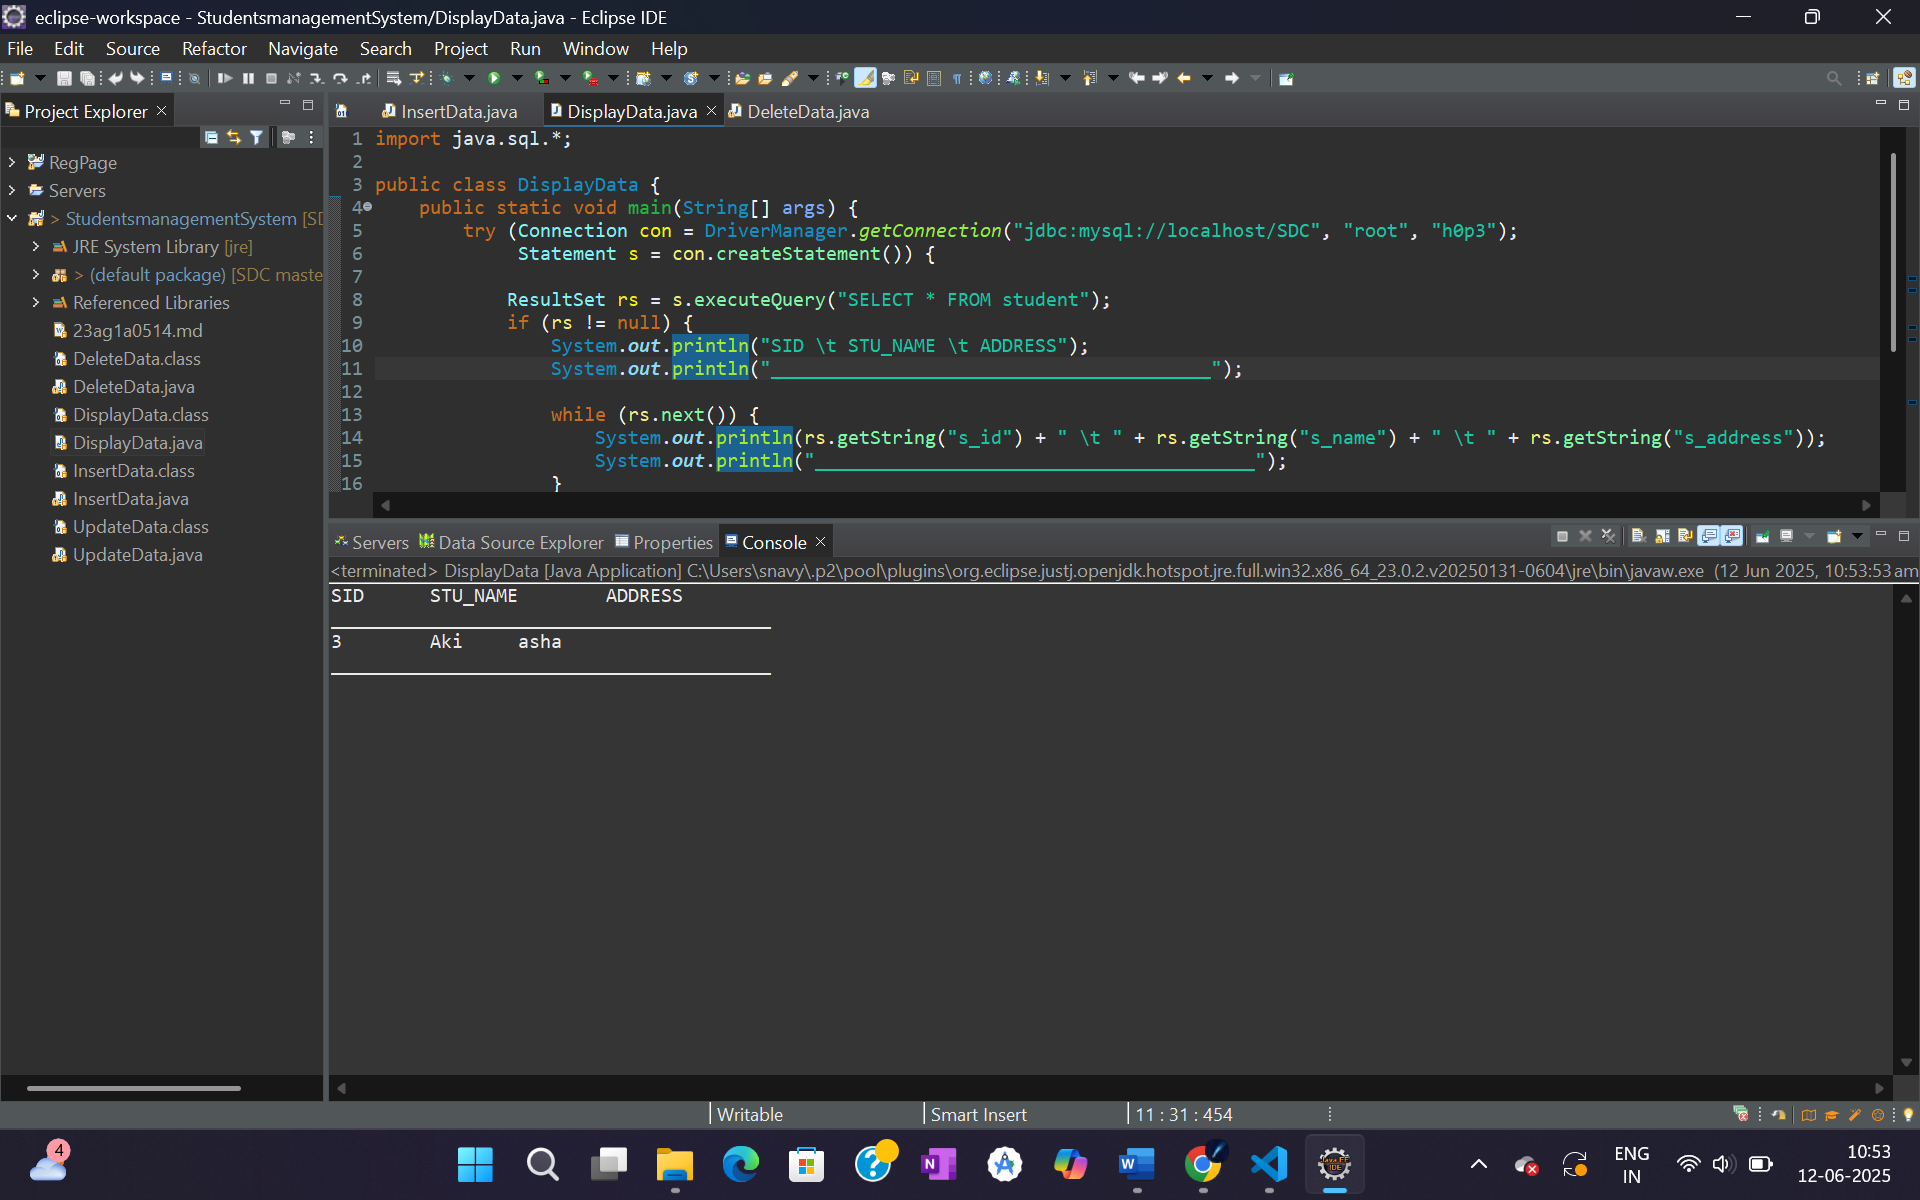 eclipse-workspace - StudentsmanagementSystem/DisplayData.java - Eclipse IDE
File Edit Source Refactor Navigate Search Project Run Window Help
Project Explorer
RegPage
Servers
> StudentsmanagementSystem [SD
JRE System Library [jre]
> (default package) [SDC maste
Referenced Libraries
23ag1a0514.md
DeleteData.class
DeleteData.java
DisplayData.class
DisplayData.java
InsertData.class
InsertData.java
UpdateData.class
UpdateData.java
InsertData.java DisplayData.java DeleteData.java
1 import java.sql.*;
2
3 public class DisplayData {
4 public static void main(String[] args) {
5 try (Connection con = DriverManager.getConnection("jdbc:mysql://localhost/SDC", "root", "h0p3");
6 Statement s = con.createStatement()) {
7
8 ResultSet rs = s.executeQuery("SELECT * FROM student");
9 if (rs != null) {
10 System.out.println("SID \t STU_NAME \t ADDRESS");
11 System.out.println("________________________________________");
12
13 while (rs.next()) {
14 System.out.println(rs.getString("s_id") + " \t " + rs.getString("s_name") + " \t " + rs.getString("s_address"));
15 System.out.println("________________________________________");
16 }
Servers Data Source Explorer Properties Console
<terminated> DisplayData [Java Application] C:\Users\snavy\.p2\pool\plugins\org.eclipse.justj.openjdk.hotspot.jre.full.win32.x86_64_23.0.2.v20250131-0604\jre\bin\javaw.exe (12 Jun 2025, 10:53:53 am
SID STU_NAME ADDRESS
________________________________________
3 Aki asha
________________________________________
Writable Smart Insert 11 : 31 : 454
4
ENG
IN
10:53
12-06-2025